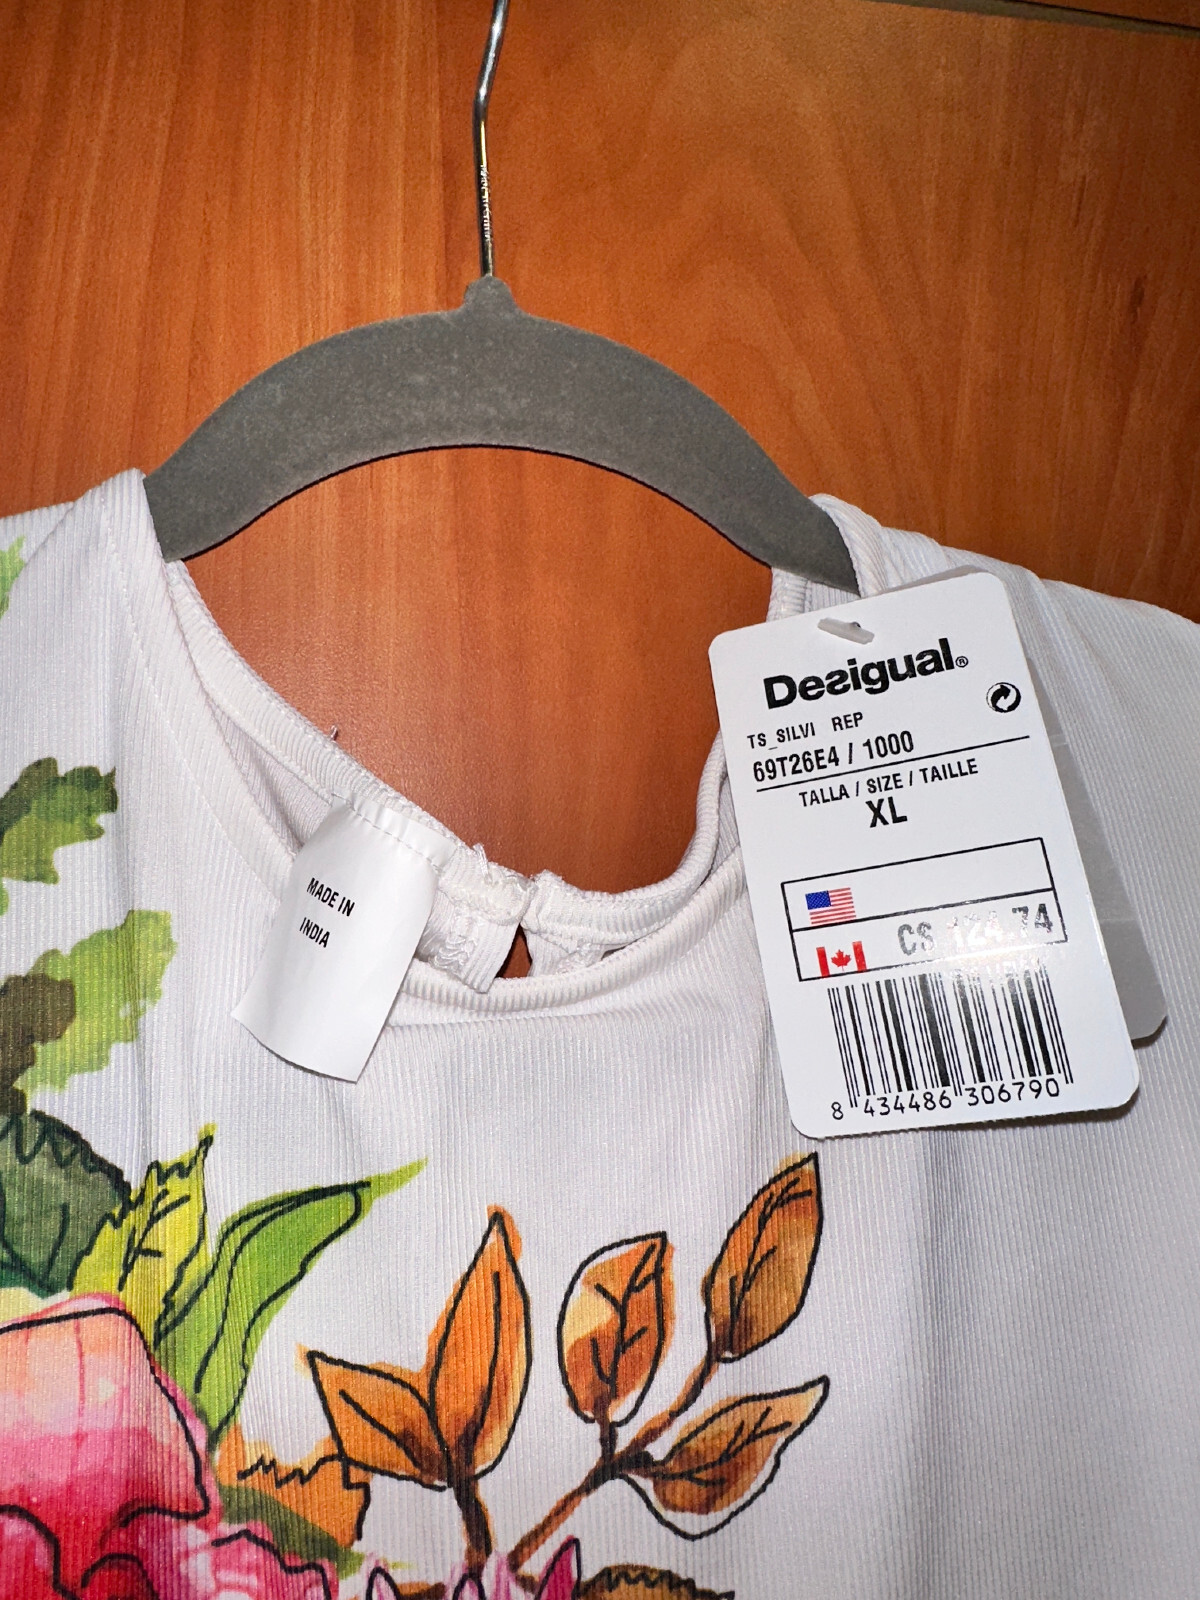 Desigual®
TS_SILVI REP
69T26E4 / 1000
TALLA / SIZE / TAILLE
XL
C$ 124.74
8 434486 306790
MADE IN
INDIA